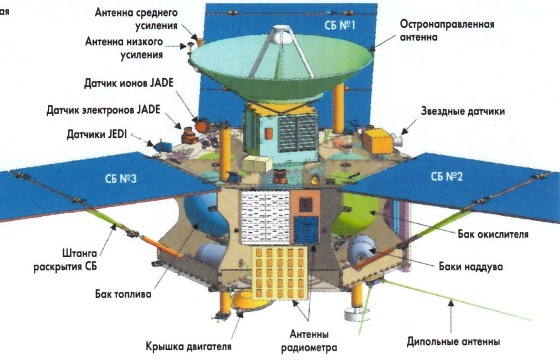 ая
Антенна среднего
усиления
Антенна низкого
усиления
СБ №1
Остронаправленная
антенна
Датчик ионов JADE
Датчик электронов JADE
Датчики JEDI
Звездные датчики
СБ №3
СБ №2
Штанга
раскрытия СБ
Бак окислителя
Баки наддува
Бак топлива
Крышка двигателя
Антенны
радиометра
Дипольные антенны